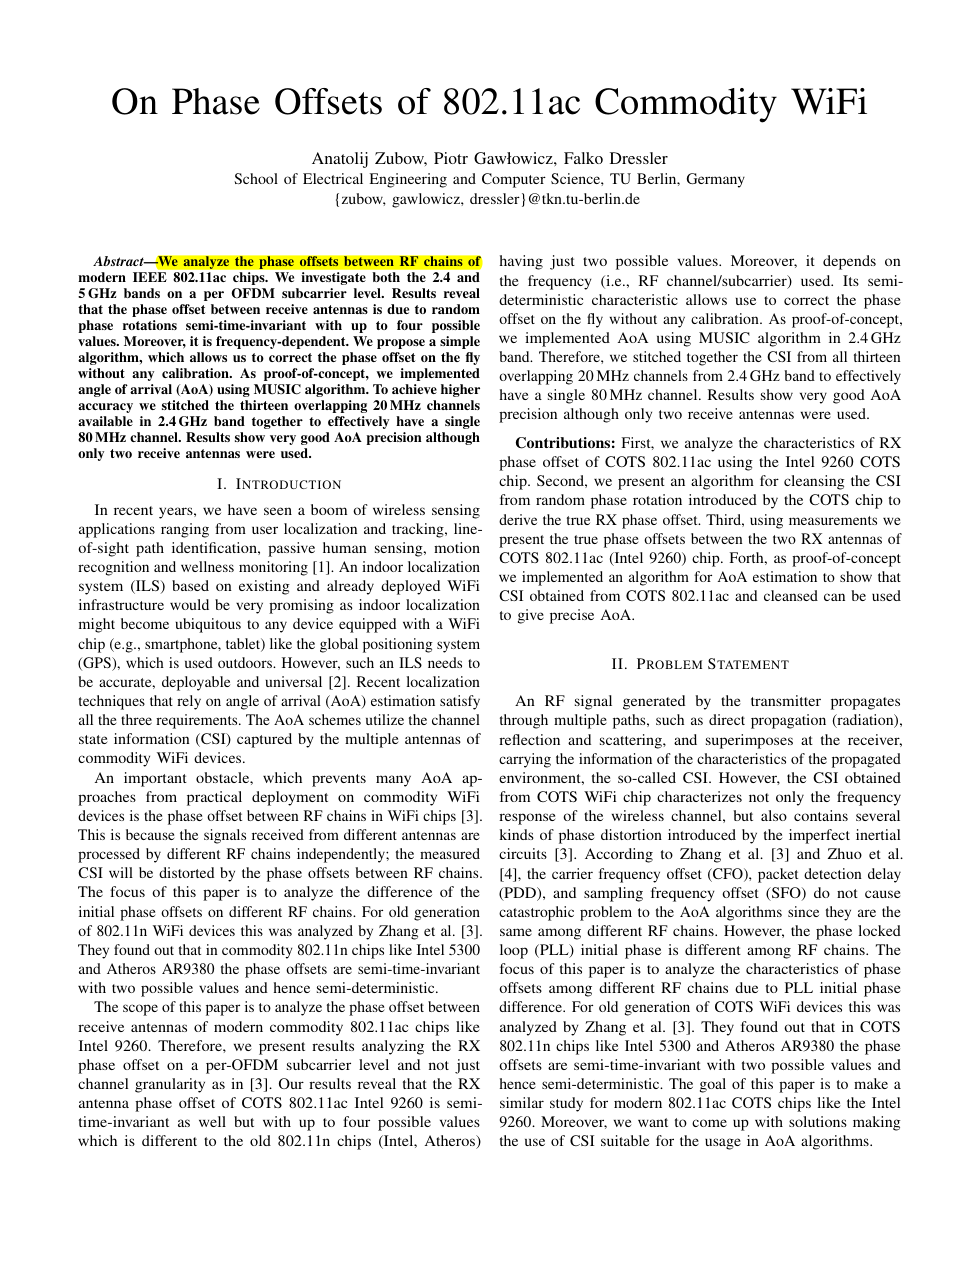 On Phase Offsets of 802.11ac Commodity WiFi
Anatolij Zubow, Piotr Gawłowicz, Falko Dressler
School of Electrical Engineering and Computer Science, TU Berlin, Germany
{zubow, gawlowicz, dressler}@tkn.tu-berlin.de
Abstract—We analyze the phase offsets between RF chains of
modern IEEE 802.11ac chips. We investigate both the 2.4 and
5 GHz bands on a per OFDM subcarrier level. Results reveal
that the phase offset between receive antennas is due to random
phase rotations semi-time-invariant with up to four possible
values. Moreover, it is frequency-dependent. We propose a simple
algorithm, which allows us to correct the phase offset on the fly
without any calibration. As proof-of-concept, we implemented
angle of arrival (AoA) using MUSIC algorithm. To achieve higher
accuracy we stitched the thirteen overlapping 20 MHz channels
available in 2.4 GHz band together to effectively have a single
80 MHz channel. Results show very good AoA precision although
only two receive antennas were used.
I. INTRODUCTION
In recent years, we have seen a boom of wireless sensing
applications ranging from user localization and tracking, line-
of-sight path identification, passive human sensing, motion
recognition and wellness monitoring [1]. An indoor localization
system (ILS) based on existing and already deployed WiFi
infrastructure would be very promising as indoor localization
might become ubiquitous to any device equipped with a WiFi
chip (e.g., smartphone, tablet) like the global positioning system
(GPS), which is used outdoors. However, such an ILS needs to
be accurate, deployable and universal [2]. Recent localization
techniques that rely on angle of arrival (AoA) estimation satisfy
all the three requirements. The AoA schemes utilize the channel
state information (CSI) captured by the multiple antennas of
commodity WiFi devices.
An important obstacle, which prevents many AoA ap-
proaches from practical deployment on commodity WiFi
devices is the phase offset between RF chains in WiFi chips [3].
This is because the signals received from different antennas are
processed by different RF chains independently; the measured
CSI will be distorted by the phase offsets between RF chains.
The focus of this paper is to analyze the difference of the
initial phase offsets on different RF chains. For old generation
of 802.11n WiFi devices this was analyzed by Zhang et al. [3].
They found out that in commodity 802.11n chips like Intel 5300
and Atheros AR9380 the phase offsets are semi-time-invariant
with two possible values and hence semi-deterministic.
The scope of this paper is to analyze the phase offset between
receive antennas of modern commodity 802.11ac chips like
Intel 9260. Therefore, we present results analyzing the RX
phase offset on a per-OFDM subcarrier level and not just
channel granularity as in [3]. Our results reveal that the RX
antenna phase offset of COTS 802.11ac Intel 9260 is semi-
time-invariant as well but with up to four possible values
which is different to the old 802.11n chips (Intel, Atheros)
having just two possible values. Moreover, it depends on
the frequency (i.e., RF channel/subcarrier) used. Its semi-
deterministic characteristic allows use to correct the phase
offset on the fly without any calibration. As proof-of-concept,
we implemented AoA using MUSIC algorithm in 2.4 GHz
band. Therefore, we stitched together the CSI from all thirteen
overlapping 20 MHz channels from 2.4 GHz band to effectively
have a single 80 MHz channel. Results show very good AoA
precision although only two receive antennas were used.
Contributions: First, we analyze the characteristics of RX
phase offset of COTS 802.11ac using the Intel 9260 COTS
chip. Second, we present an algorithm for cleansing the CSI
from random phase rotation introduced by the COTS chip to
derive the true RX phase offset. Third, using measurements we
present the true phase offsets between the two RX antennas of
COTS 802.11ac (Intel 9260) chip. Forth, as proof-of-concept
we implemented an algorithm for AoA estimation to show that
CSI obtained from COTS 802.11ac and cleansed can be used
to give precise AoA.
II. PROBLEM STATEMENT
An RF signal generated by the transmitter propagates
through multiple paths, such as direct propagation (radiation),
reflection and scattering, and superimposes at the receiver,
carrying the information of the characteristics of the propagated
environment, the so-called CSI. However, the CSI obtained
from COTS WiFi chip characterizes not only the frequency
response of the wireless channel, but also contains several
kinds of phase distortion introduced by the imperfect inertial
circuits [3]. According to Zhang et al. [3] and Zhuo et al.
[4], the carrier frequency offset (CFO), packet detection delay
(PDD), and sampling frequency offset (SFO) do not cause
catastrophic problem to the AoA algorithms since they are the
same among different RF chains. However, the phase locked
loop (PLL) initial phase is different among RF chains. The
focus of this paper is to analyze the characteristics of phase
offsets among different RF chains due to PLL initial phase
difference. For old generation of COTS WiFi devices this was
analyzed by Zhang et al. [3]. They found out that in COTS
802.11n chips like Intel 5300 and Atheros AR9380 the phase
offsets are semi-time-invariant with two possible values and
hence semi-deterministic. The goal of this paper is to make a
similar study for modern 802.11ac COTS chips like the Intel
9260. Moreover, we want to come up with solutions making
the use of CSI suitable for the usage in AoA algorithms.